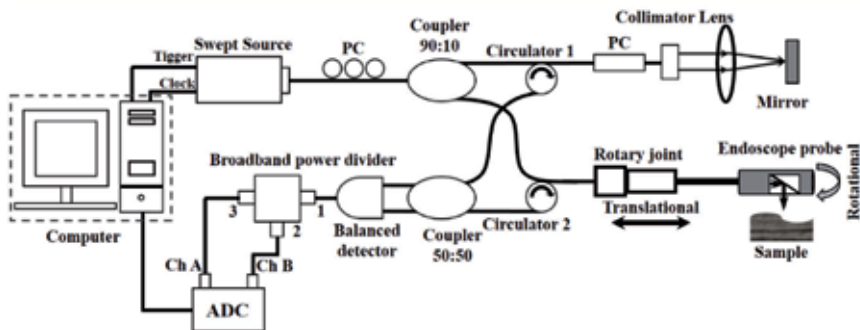 Swept Source
Tigger
Clock
PC
Coupler
90:10
Circulator 1
PC
Collimator Lens
Mirror
Computer
Broadband power divider
3
1
2
Balanced
detector
Coupler
50:50
Circulator 2
Rotary joint
Translational
Endoscope probe
Rotational
Sample
Ch A
Ch B
ADC